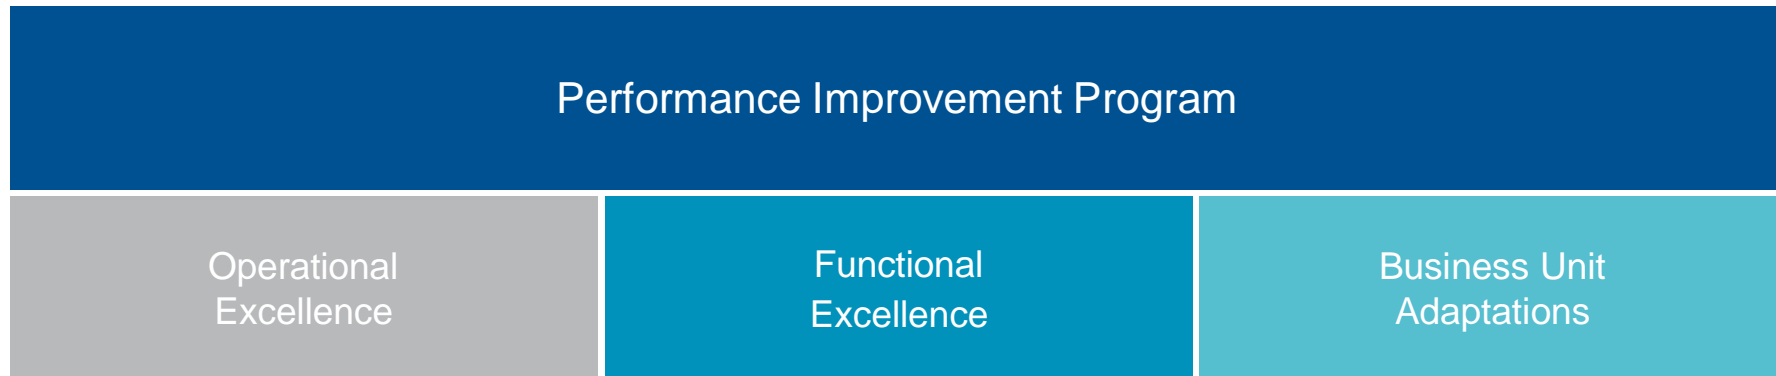 Performance Improvement Program
Operational
Excellence
Functional
Excellence
Business Unit
Adaptations